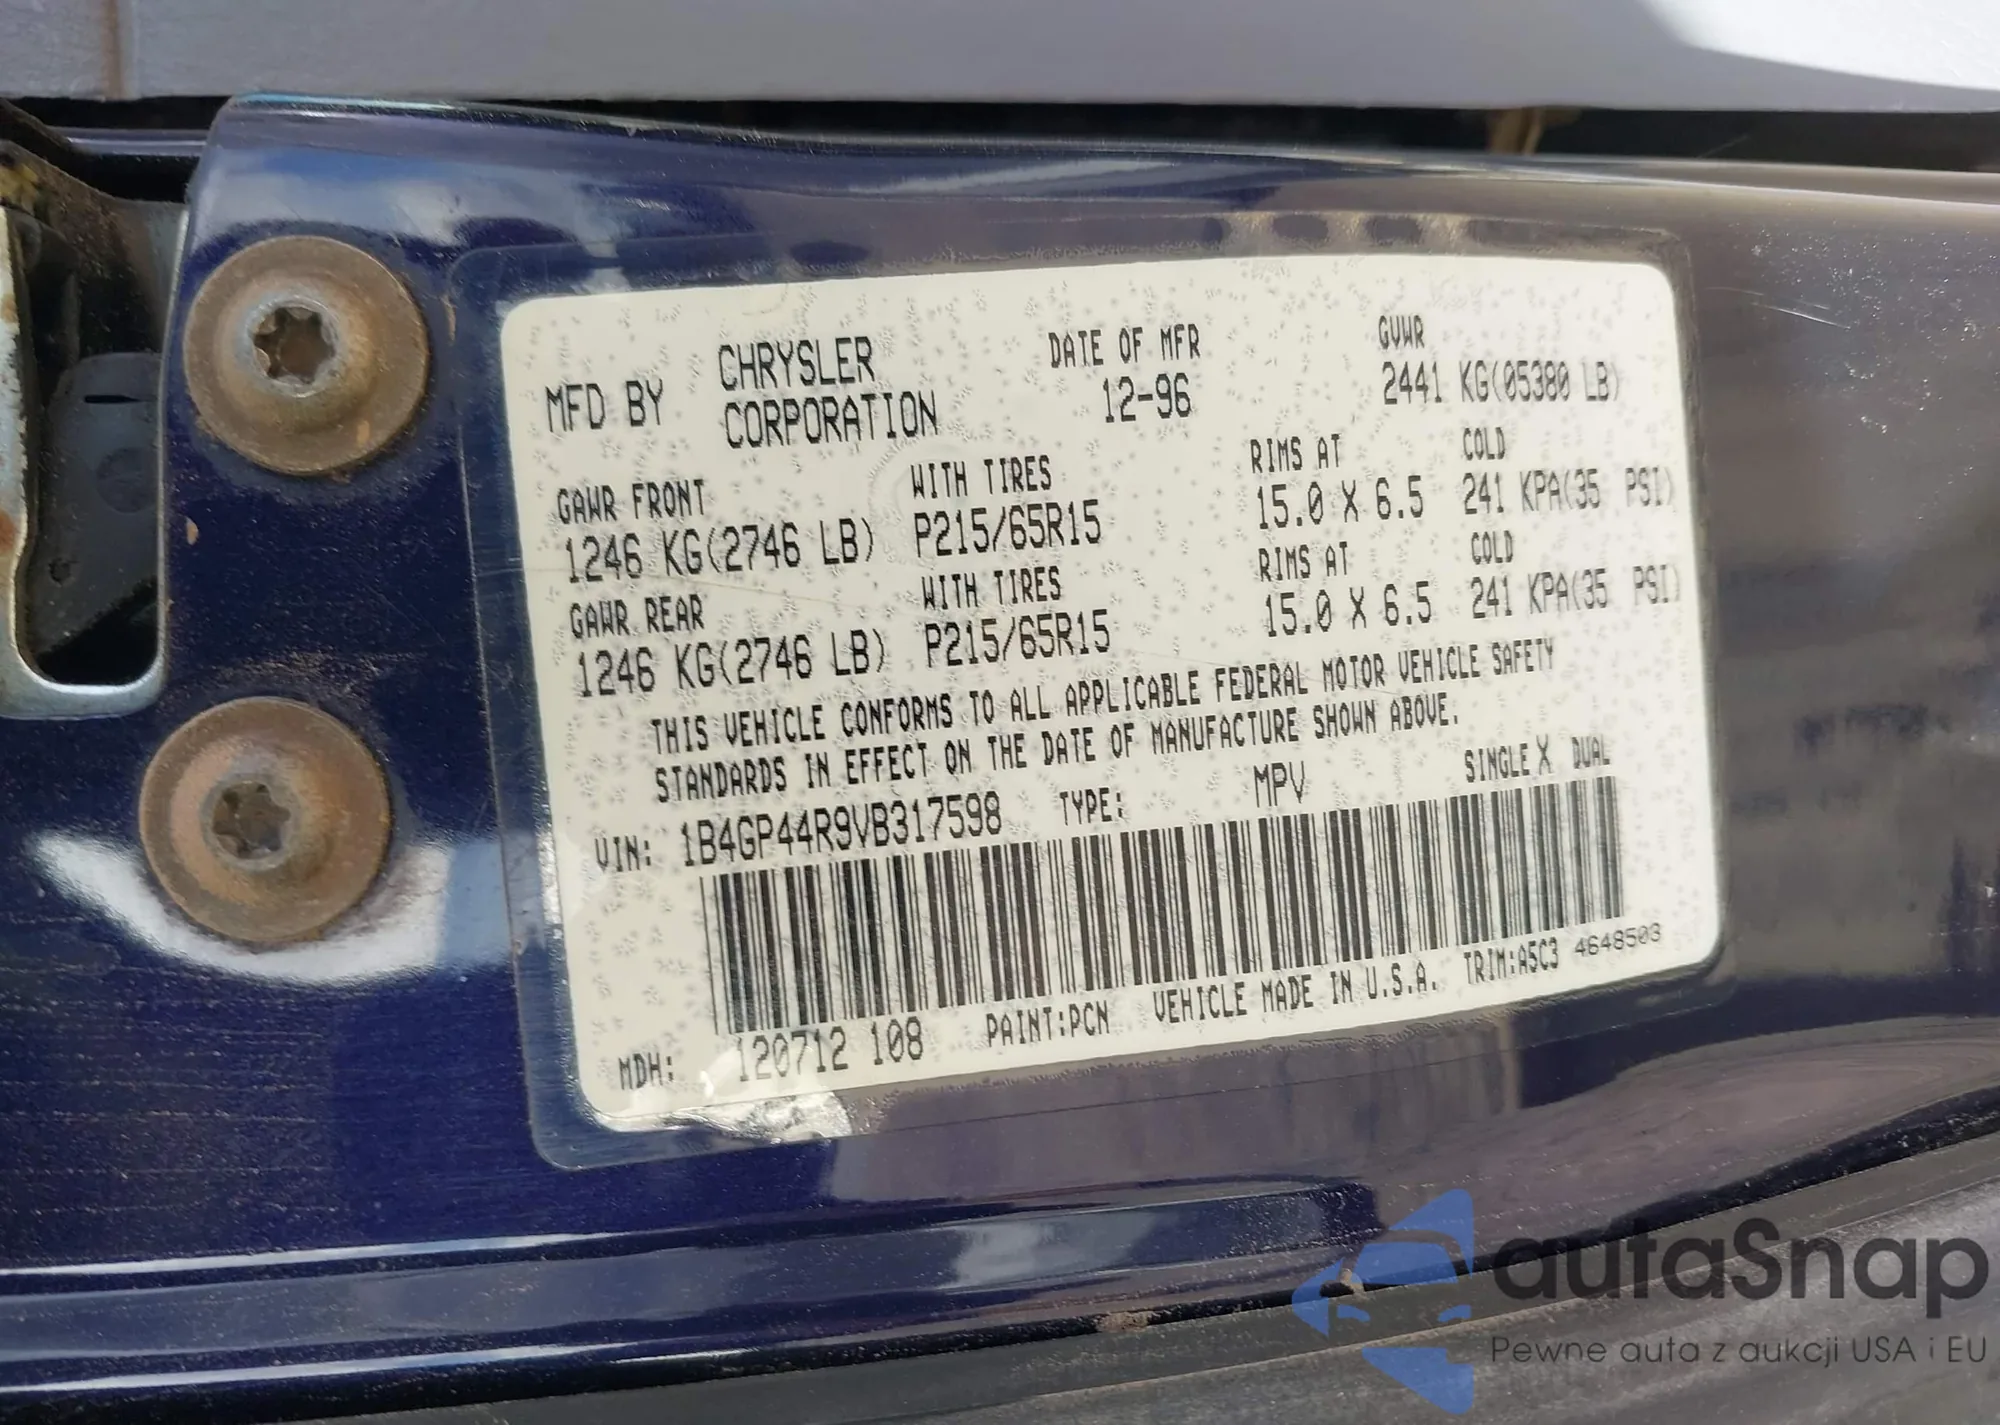 MFD BY CHRYSLER CORPORATION DATE OF MFR 12-96 GVWR 2441 KG(05380 LB)
GAWR FRONT WITH TIRES RIMS AT COLD
1246 KG(2746 LB) P215/65R15 15.0 X 6.5 241 KPA(35 PSI)
GAWR REAR WITH TIRES RIMS AT COLD
1246 KG(2746 LB) P215/65R15 15.0 X 6.5 241 KPA(35 PSI)
THIS VEHICLE CONFORMS TO ALL APPLICABLE FEDERAL MOTOR VEHICLE SAFETY
STANDARDS IN EFFECT ON THE DATE OF MANUFACTURE SHOWN ABOVE.
VIN: 1B4GP44R9VB317598 TYPE: MPV SINGLE X DUAL
MDH: 120712 108 PAINT:PCN VEHICLE MADE IN U.S.A. TRIM:A5C3 4648503
autaSnap
Pewne auta z aukcji USA i EU